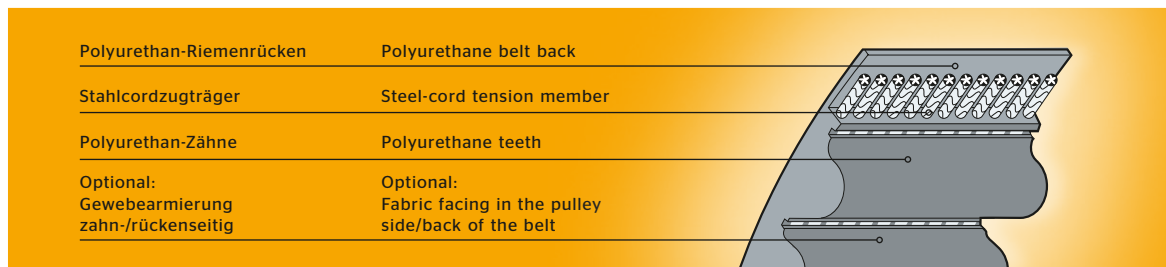 Polyurethan-Riemenrücken Polyurethane belt back
Stahlcordzugträger Steel-cord tension member
Polyurethan-Zähne Polyurethane teeth
Optional: Optional:
Gewebearmierung Fabric facing in the pulley
zahn-/rückenseitig side/back of the belt